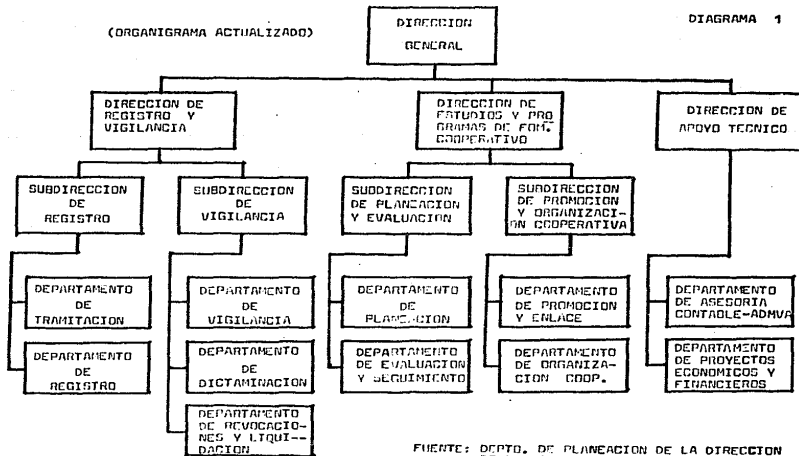 (ORGANIGRAMA ACTUALIZADO)
DIRECCION
GENERAL
DIAGRAMA 1
DIRECCION DE
REGISTRO Y
VIGILANCIA
DIRECCION DE
ESTUDIOS Y PRO
GRAMAS DE FOM.
COOPERATIVO
DIRECCION DE
APOYO TECNICO
SUBDIRECCION
DE
REGISTRO
SUBDIRECCION
DE
VIGILANCIA
SUBDIRECCION
DE PLANEACION
Y EVALUACION
SUBDIRECCION
DE PROMOCION
Y ORGANIZACI-
ON COOPERATIVA
DEPARTAMENTO
DE
TRAMITACION
DEPARTAMENTO
DE
REGISTRO
DEPARTAMENTO
DE
VIGILANCIA
DEPARTAMENTO
DE
DICTAMINACION
DEPARTAMENTO
DE REVOCACIO-
NES Y LIQUI--
DACION
DEPARTAMENTO
DE
PLANEACION
DEPARTAMENTO
DE EVALUACION
Y SEGUIMIENTO
DEPARTAMENTO
DE PROMOCION
Y ENLACE
DEPARTAMENTO
DE ORGANIZA-
CION COOP.
DEPARTAMENTO
DE ASESORIA
CONTABLE-ADMVA
DEPARTAMENTO
DE PROYECTOS
ECONOMICOS Y
FINANCIEROS
FUENTE: DEPTO. DE PLANEACION DE LA DIRECCION